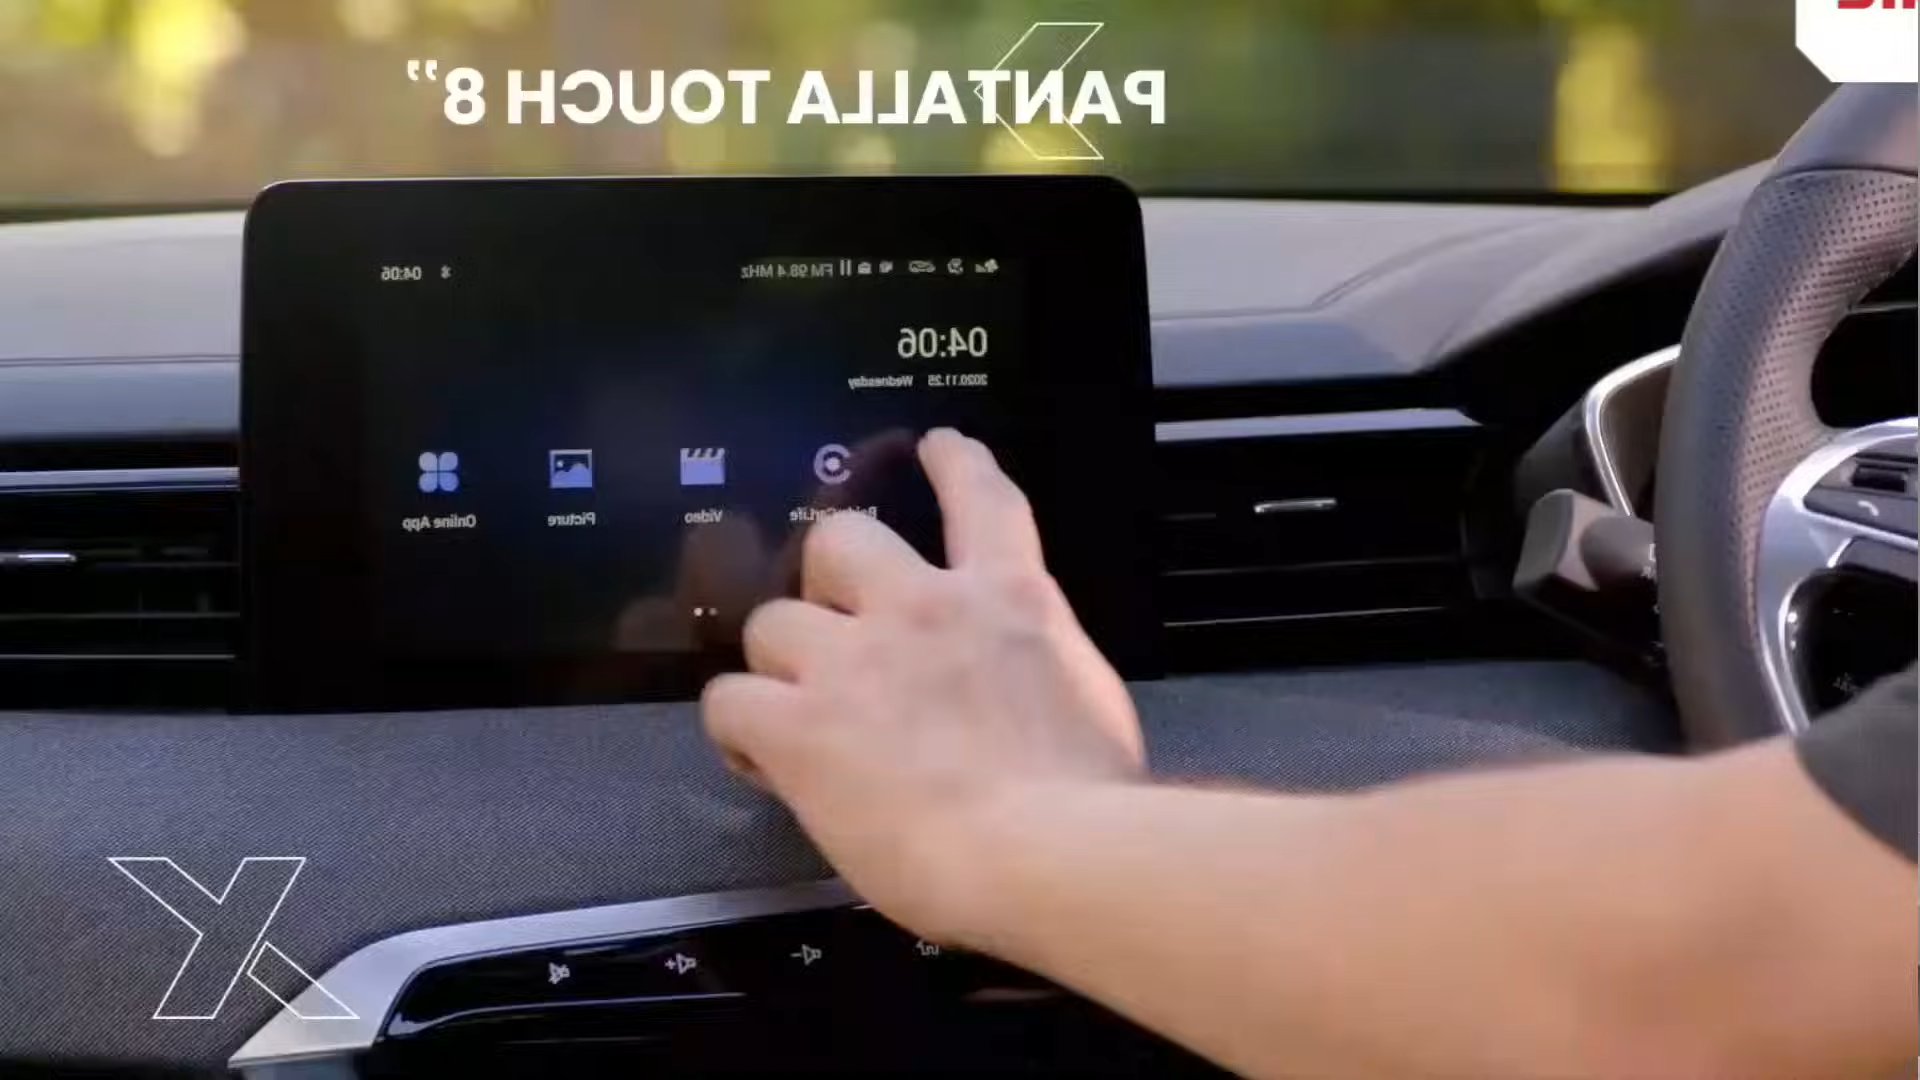 PANTALLA TOUCH 8”
FM 98.4 MHz
04:06
04:06
2020.11.25 Wednesday
BaiduCarLife
Video
Picture
Online App